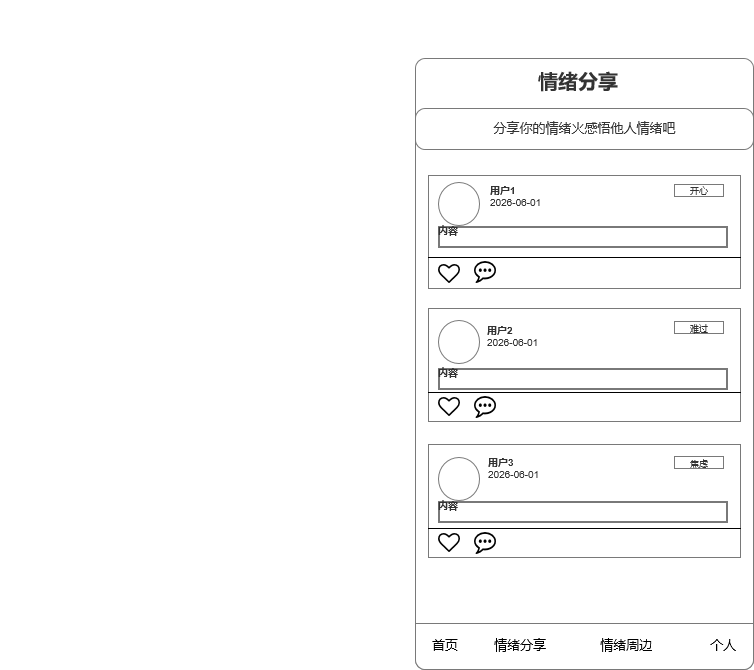 情绪分享
分享你的情绪火感悟他人情绪吧
用户1
2026-06-01
开心
内容
用户2
2026-06-01
难过
内容
用户3
2026-06-01
焦虑
内容
首页 情绪分享 情绪周边 个人